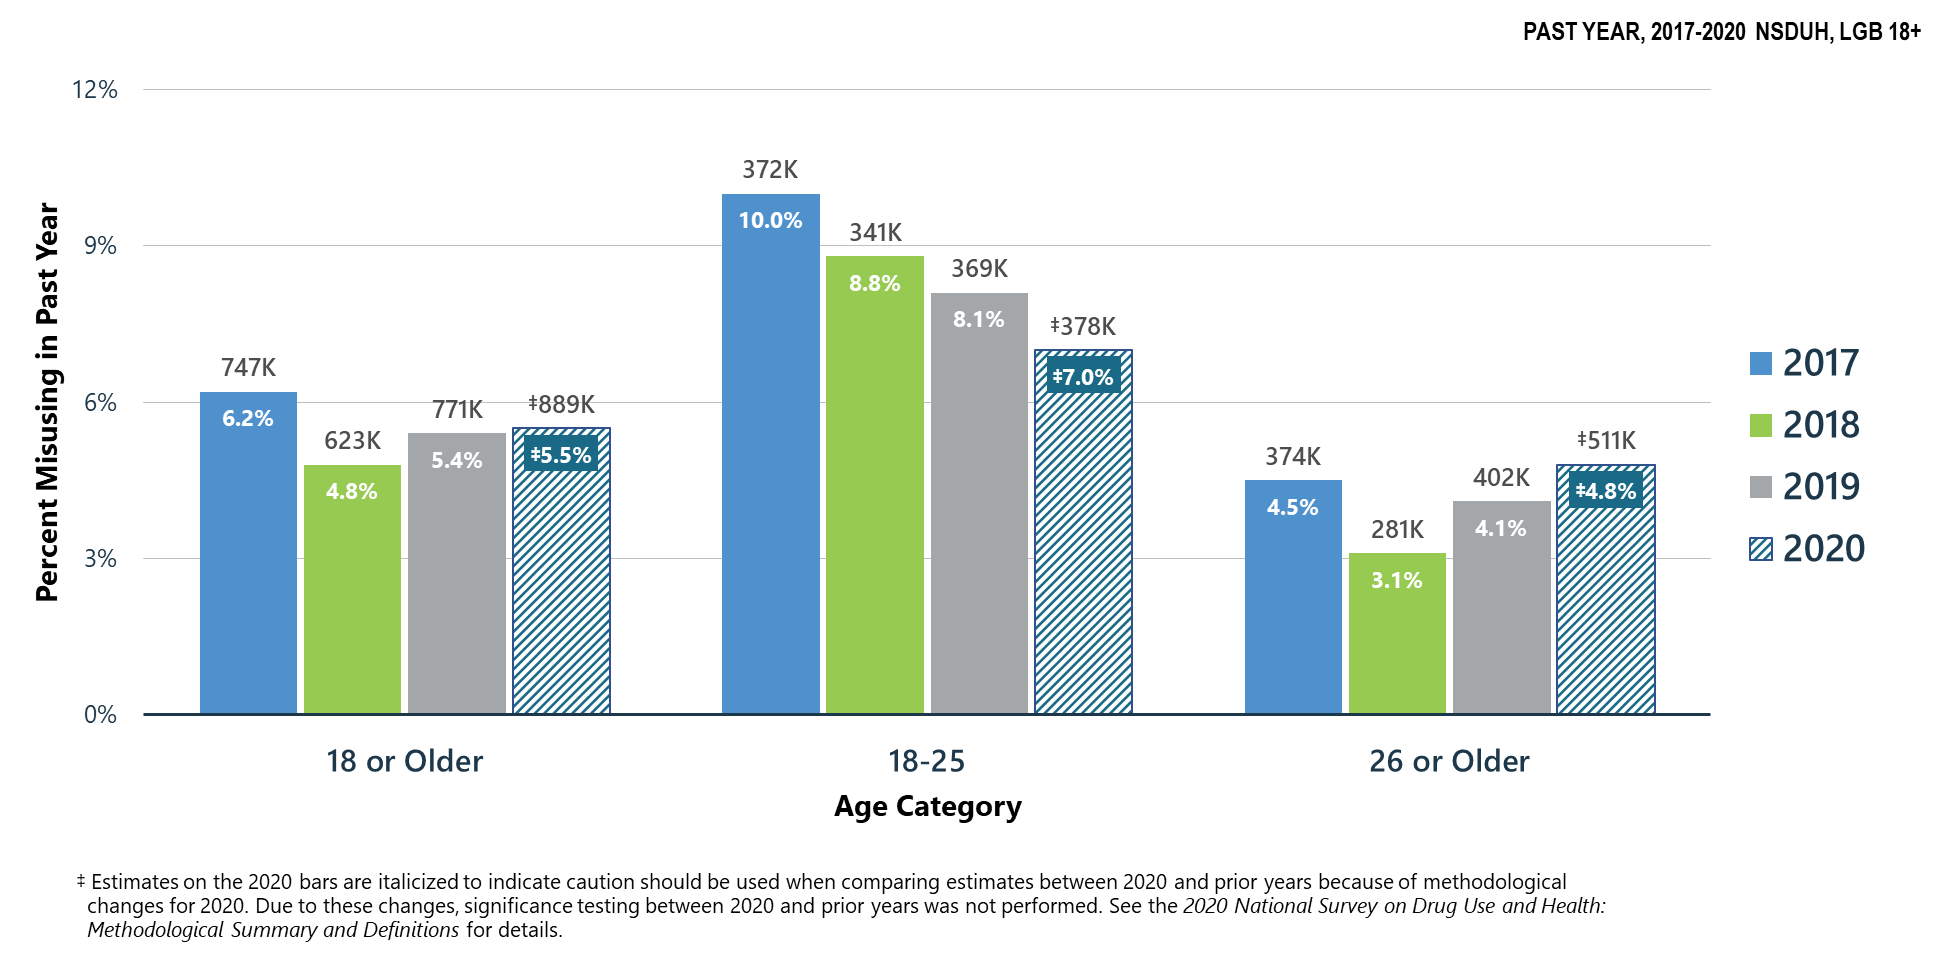 PAST YEAR, 2017-2020 NSDUH, LGB 18+
Percent Misusing in Past Year
12%
9%
6%
3%
0%
747K
6.2%
623K
4.8%
771K
5.4%
‡889K
‡5.5%
372K
10.0%
341K
8.8%
369K
8.1%
‡378K
‡7.0%
374K
4.5%
281K
3.1%
402K
4.1%
‡511K
‡4.8%
2017
2018
2019
2020
18 or Older
18-25
26 or Older
Age Category
‡ Estimates on the 2020 bars are italicized to indicate caution should be used when comparing estimates between 2020 and prior years because of methodological
changes for 2020. Due to these changes, significance testing between 2020 and prior years was not performed. See the 2020 National Survey on Drug Use and Health:
Methodological Summary and Definitions for details.